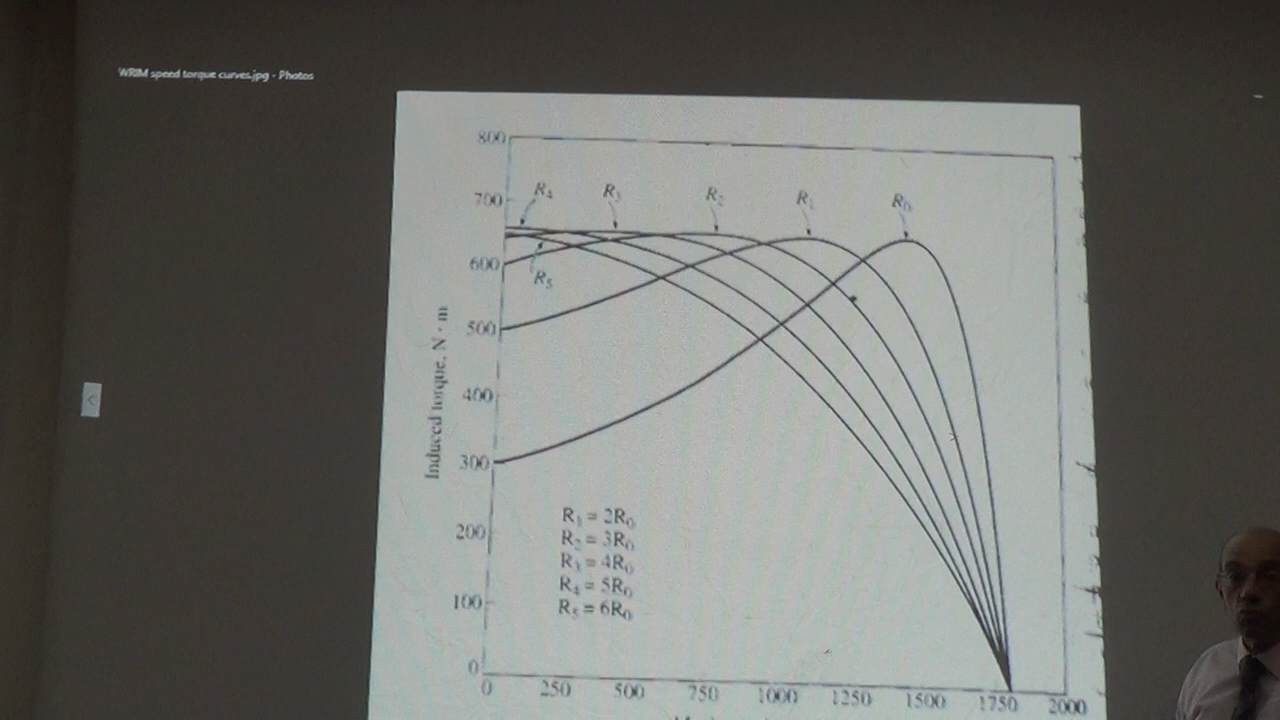 WRIM speed torque curves.jpg - Photos
800
R₄ R₃ R₂ R₁ R₀
700
600
R₅
500
Induced torque, N · m
400
300
R₁ = 2R₀
200
R₂ = 3R₀
R₃ = 4R₀
R₄ = 5R₀
100
R₅ = 6R₀
0
0 250 500 750 1000 1250 1500 1750 2000